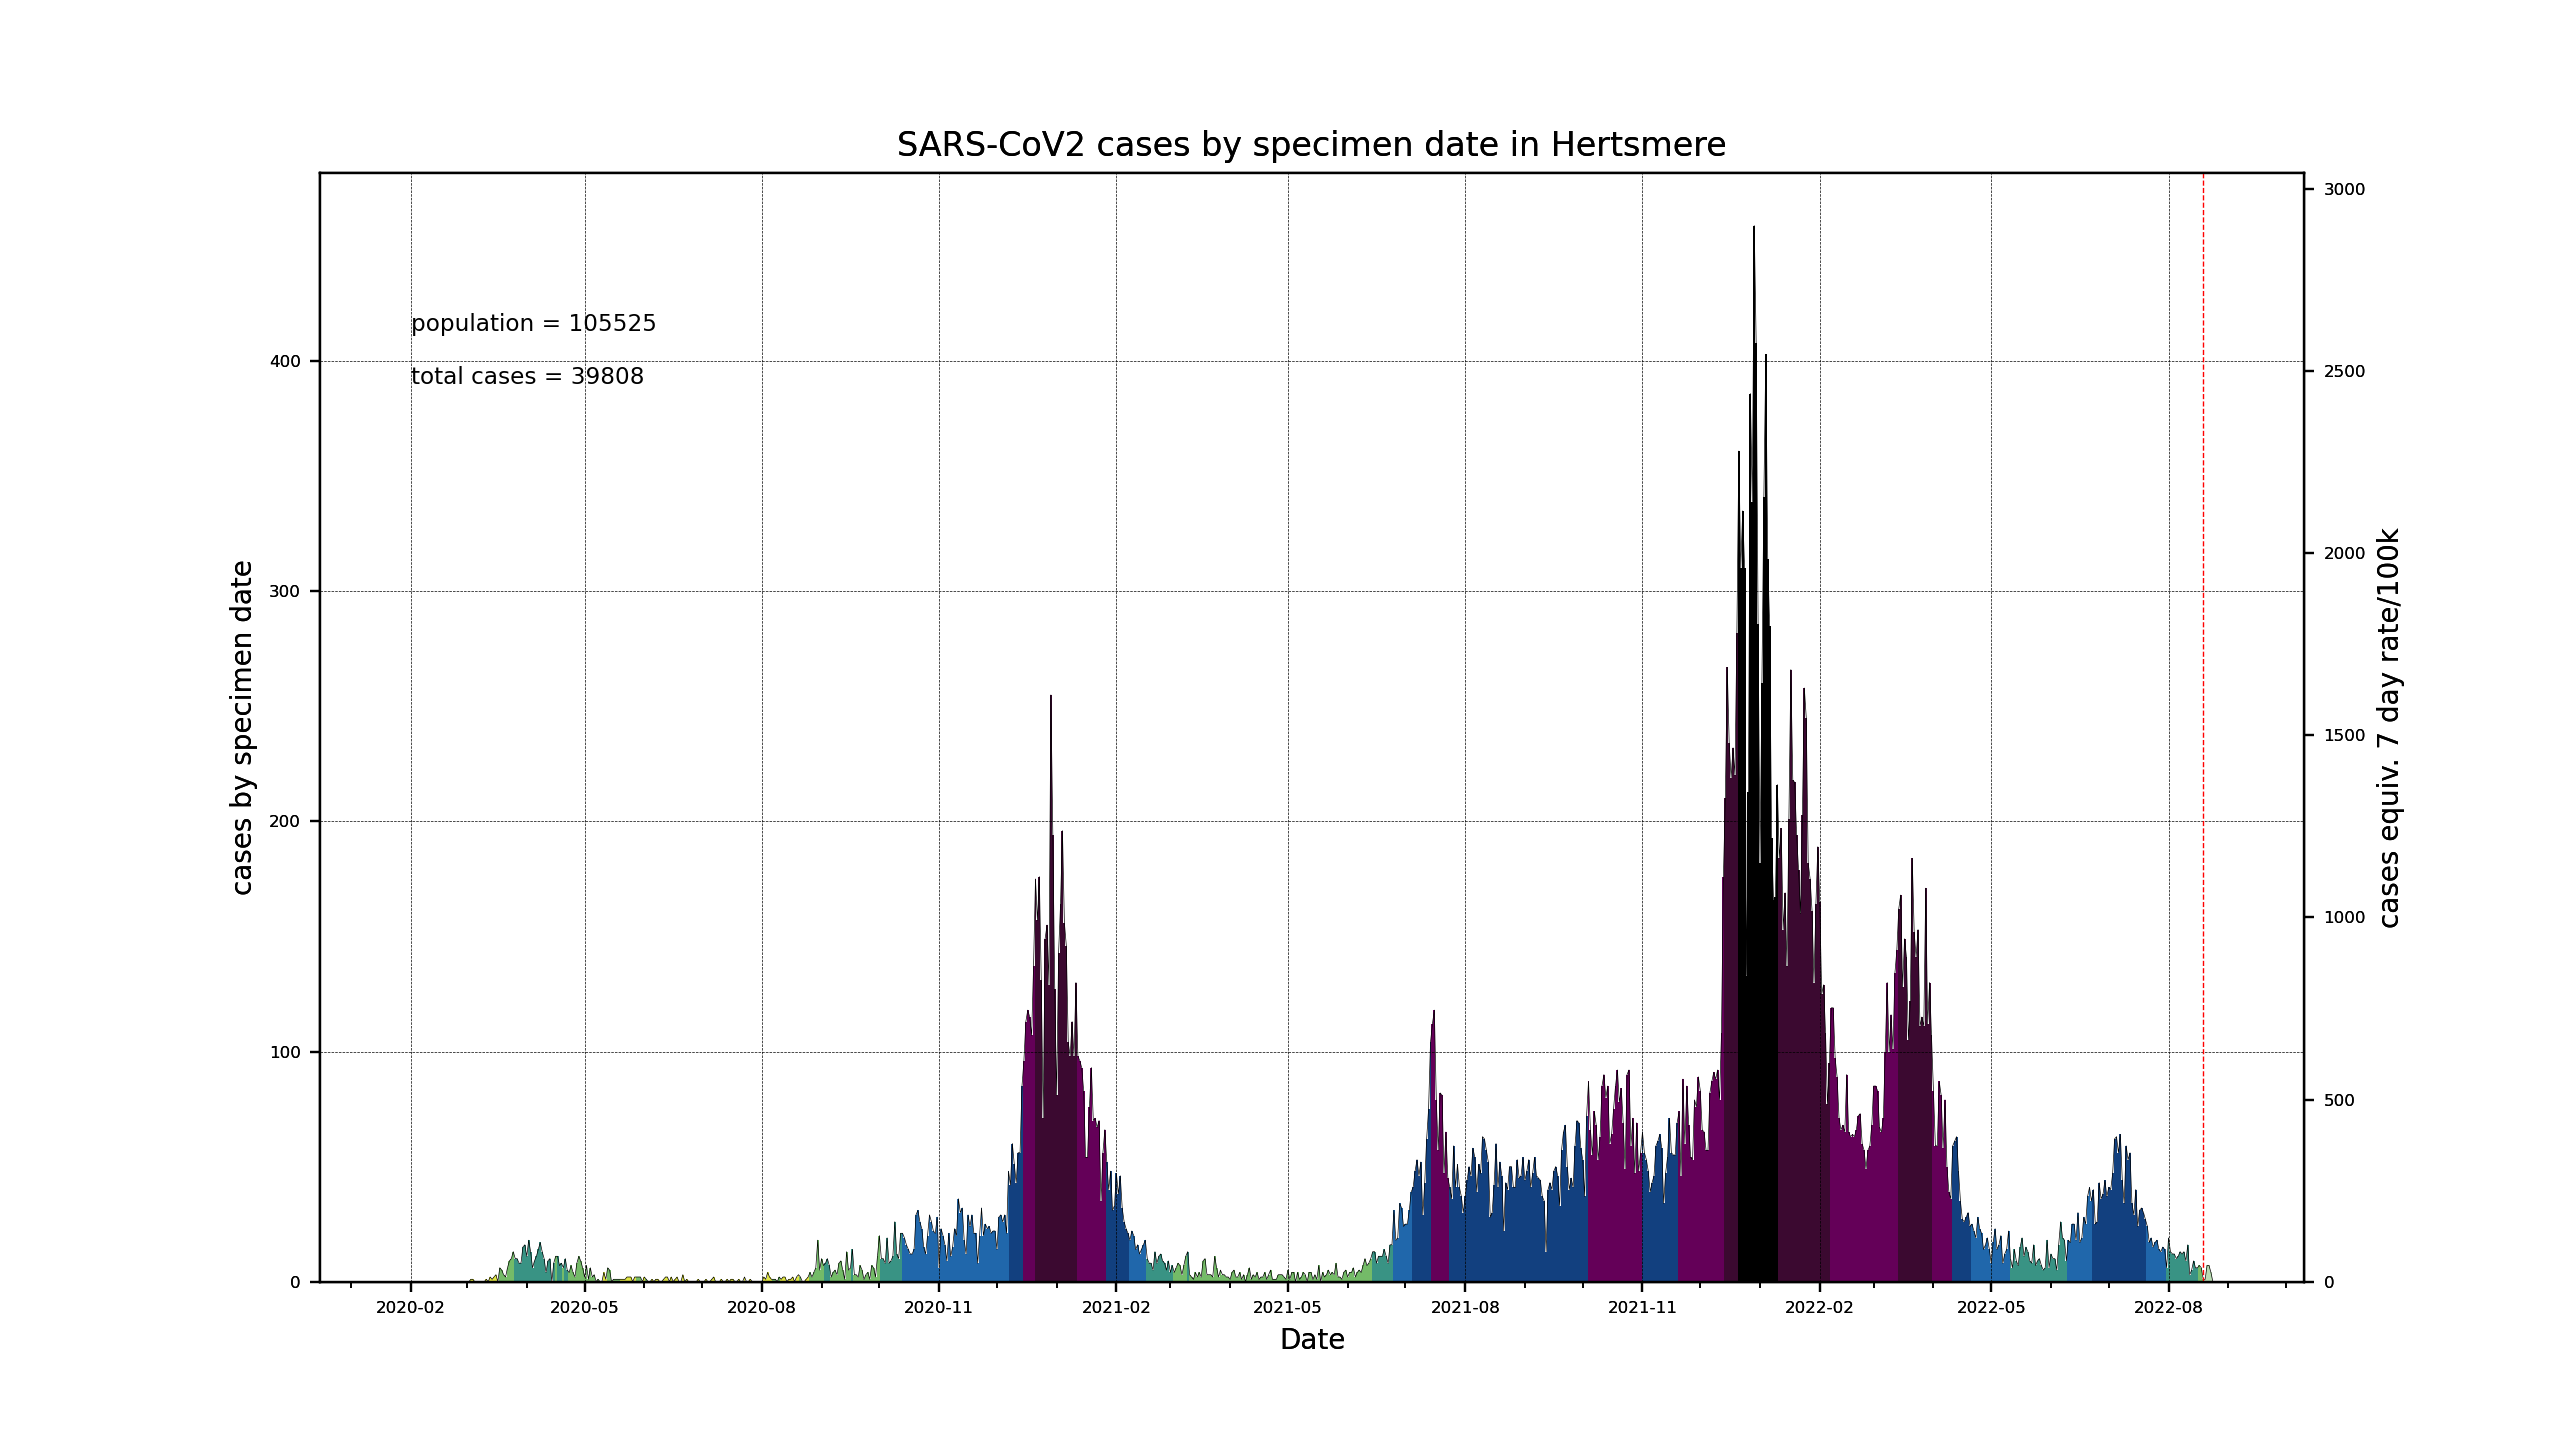 SARS-CoV2 cases by specimen date in Hertsmere
population = 105525
total cases = 39808
cases by specimen date
0
100
200
300
400
cases equiv. 7 day rate/100k
0
500
1000
1500
2000
2500
3000
2020-02 2020-05 2020-08 2020-11 2021-02 2021-05 2021-08 2021-11 2022-02 2022-05 2022-08
Date